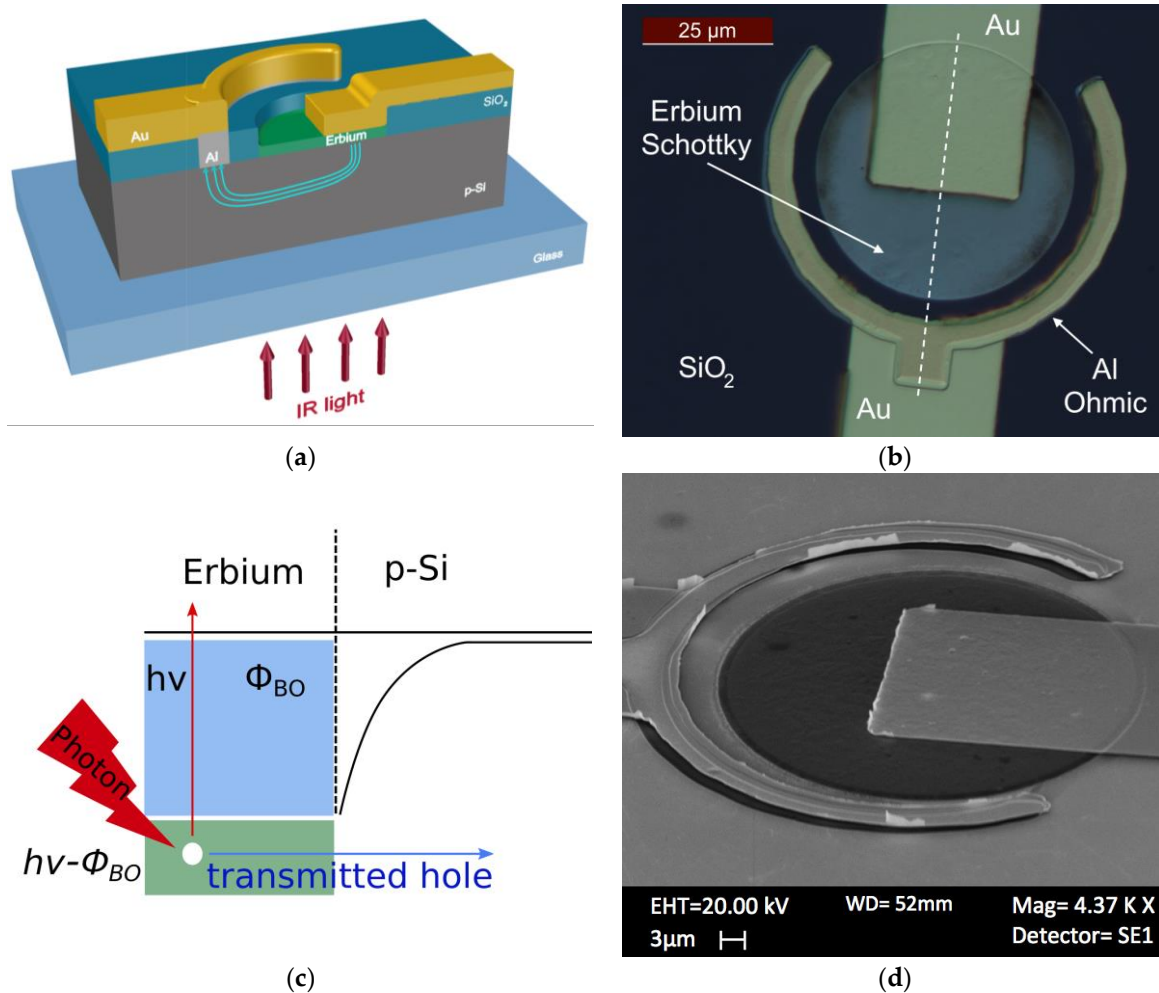 Au
Al
Erbium
SiO₂
p-Si
Glass
IR light
(a)
25 µm
Au
Erbium
Schottky
SiO₂
Au
Al
Ohmic
(b)
Erbium
p-Si
hν
Φ_BO
Photon
hν-Φ_BO
transmitted hole
(c)
EHT=20.00 kV
WD= 52mm
Mag= 4.37 K X
3µm
Detector= SE1
(d)